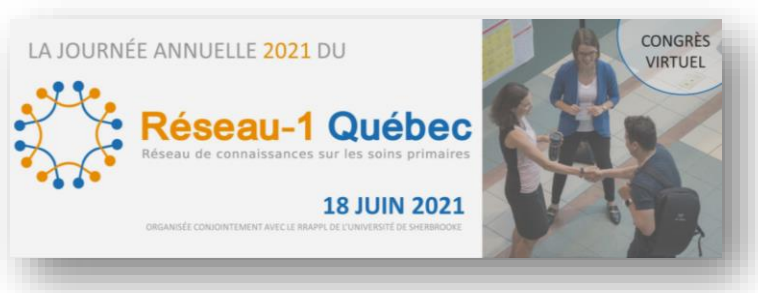 LA JOURNÉE ANNUELLE 2021 DU
Réseau-1 Québec
Réseau de connaissances sur les soins primaires
18 JUIN 2021
ORGANISÉE CONJOINTEMENT AVEC LE RRAPPL DE L'UNIVERSITÉ DE SHERBROOKE
CONGRÈS
VIRTUEL